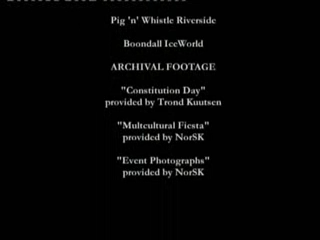 Pig 'n' Whistle Riverside
Boondall IceWorld
ARCHIVAL FOOTAGE
"Constitution Day"
provided by Trond Kuutsen
"Multcultural Fiesta"
provided by NorSK
"Event Photographs"
provided by NorSK